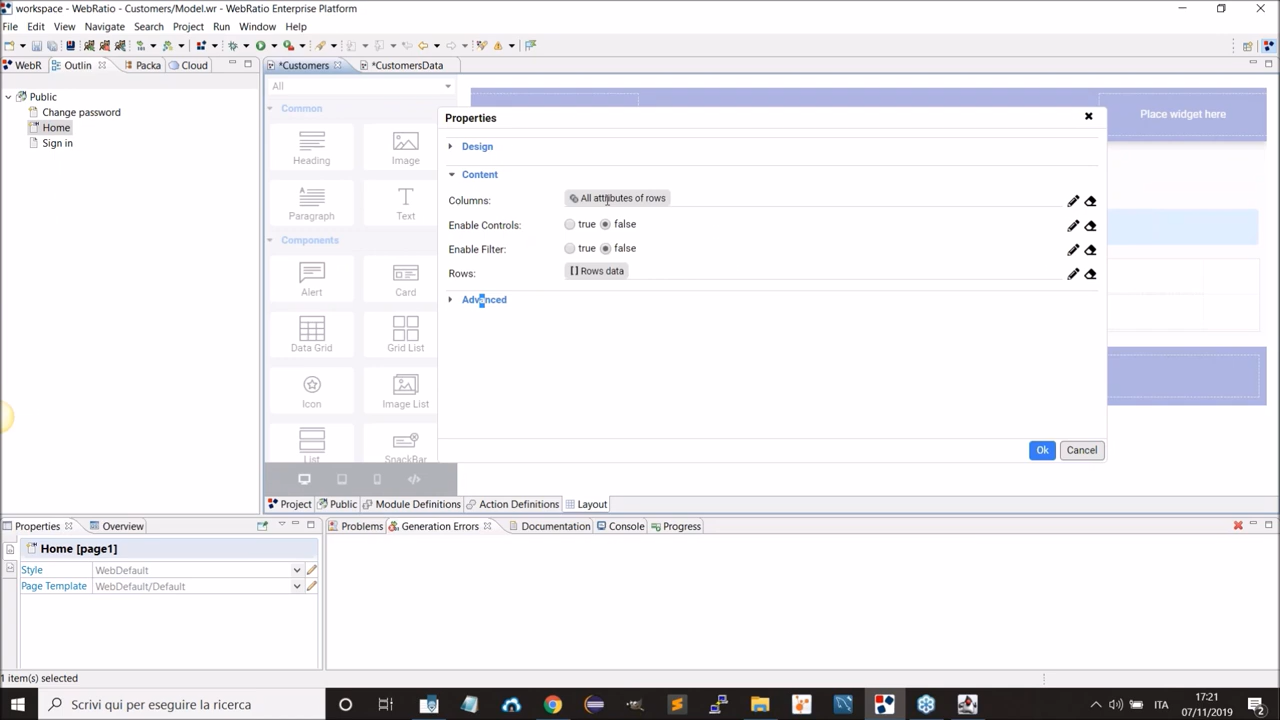 workspace - WebRatio - Customers/Model.wr - WebRatio Enterprise Platform
File Edit View Navigate Search Project Run Window Help
WebR Outlin Packa Cloud
*Customers *CustomersData
Public
Change password
Home
Sign in
All
Common
Heading Image
Paragraph Text
Components
Alert Card
Data Grid Grid List
Icon Image List
List SnackBar
Place widget here
Properties
Design
Content
Columns: All attributes of rows
Enable Controls: true false
Enable Filter: true false
Rows: [] Rows data
Advanced
Ok Cancel
Project Public Module Definitions Action Definitions Layout
Properties Overview
Problems Generation Errors Documentation Console Progress
Home [page1]
Style WebDefault
Page Template WebDefault/Default
1 item(s) selected
Scrivi qui per eseguire la ricerca
ITA
17:21
07/11/2019
2